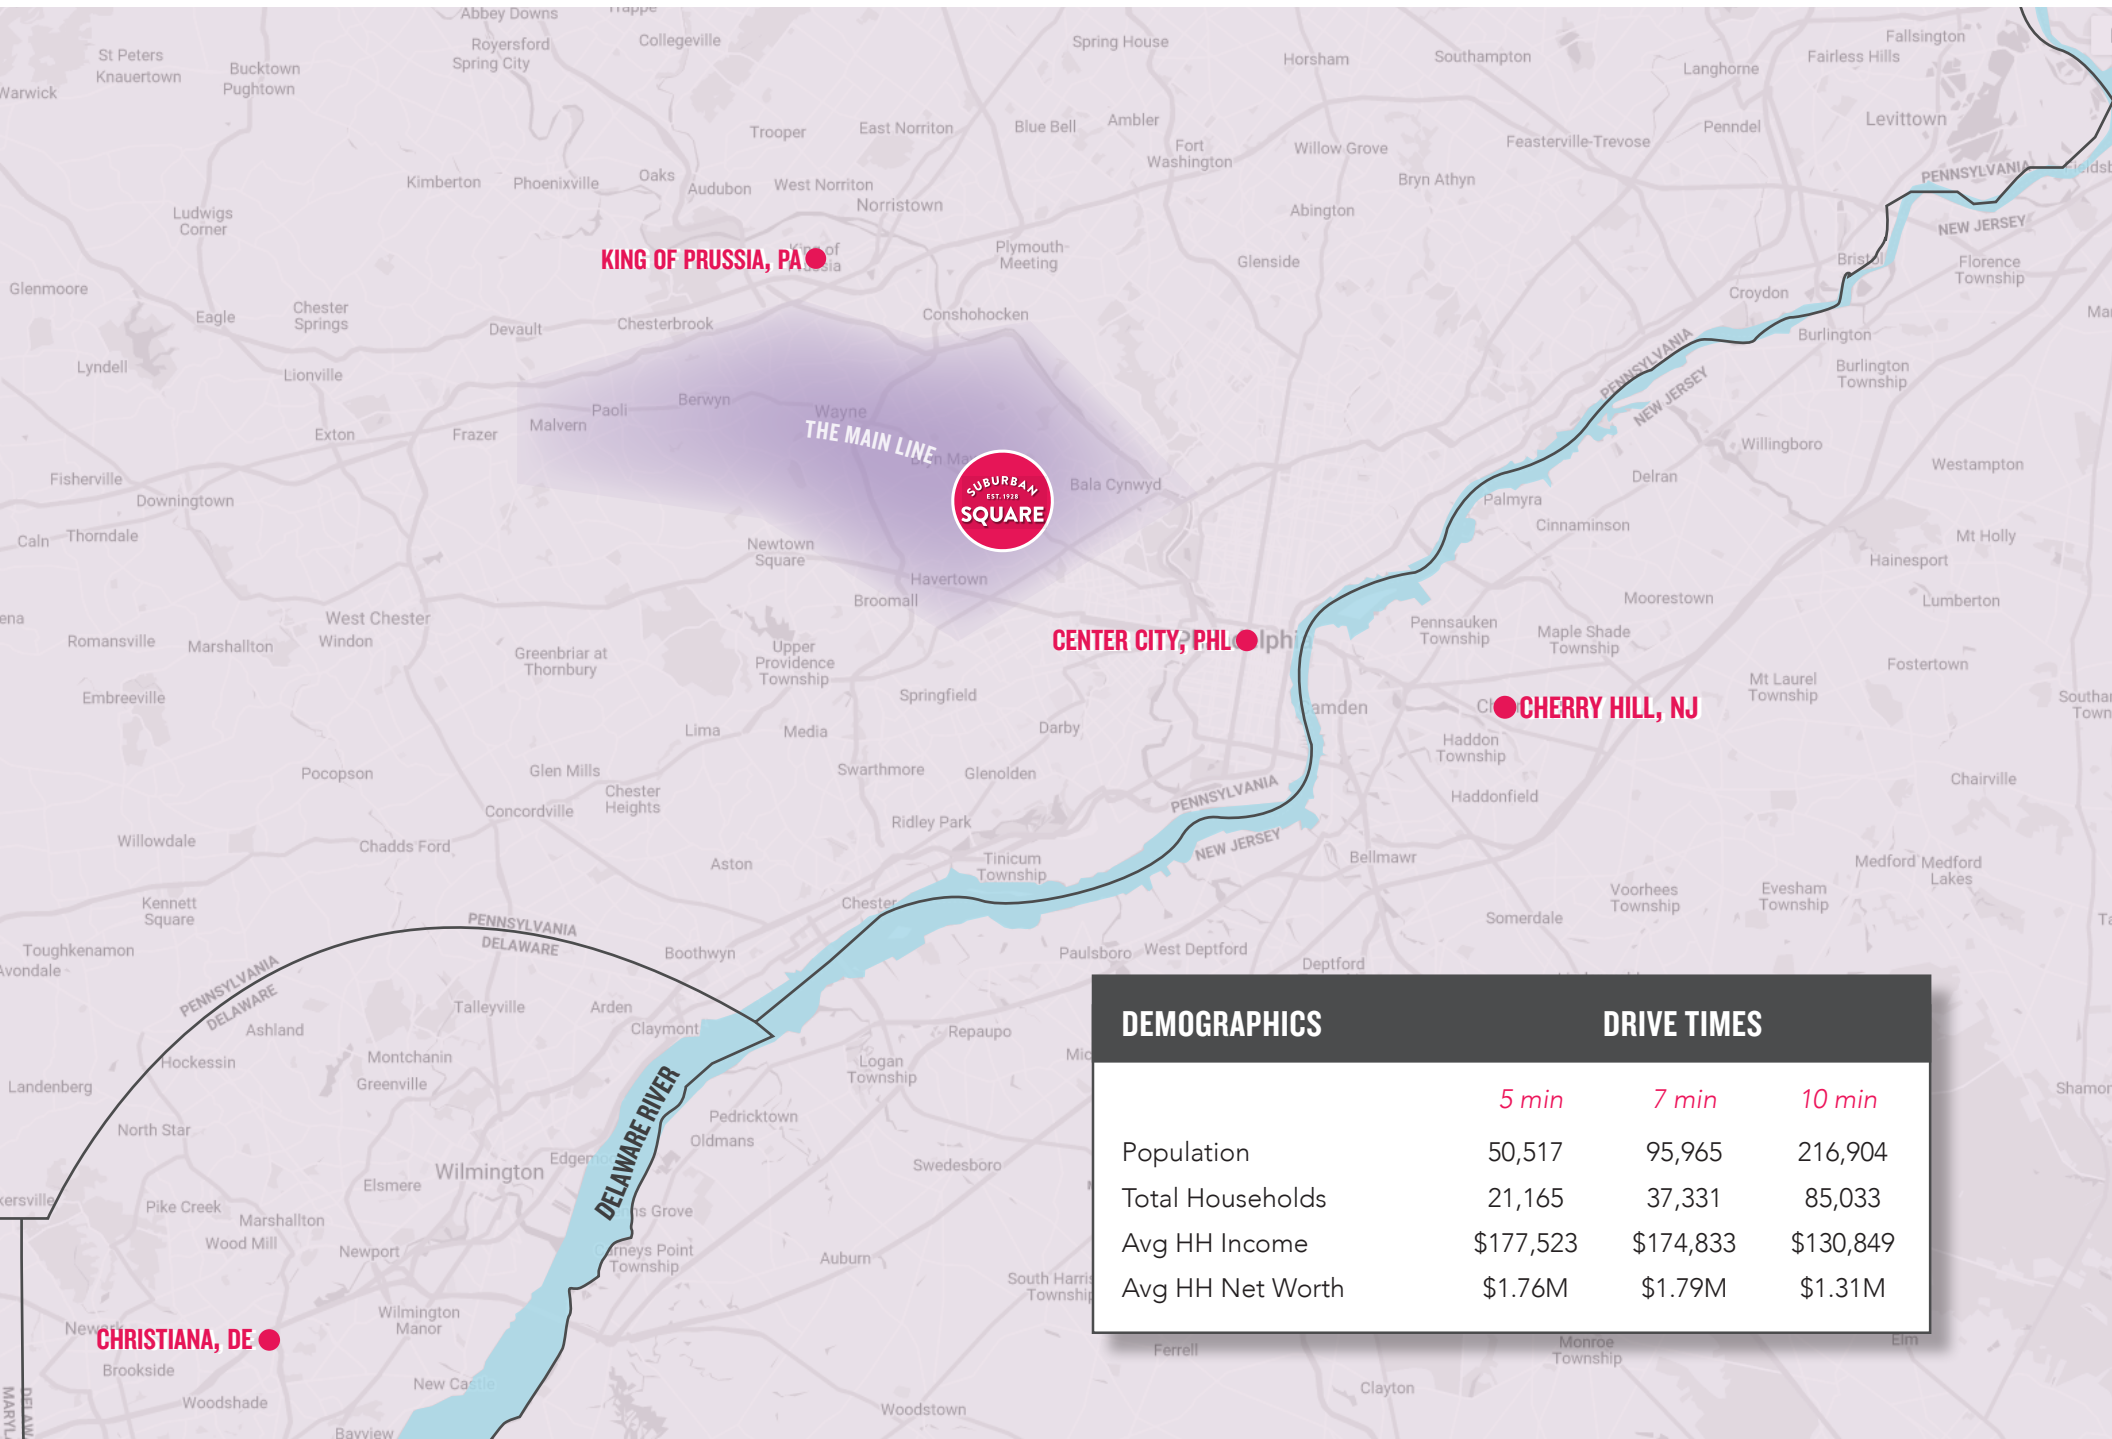 Abbey Downs
Royersford
Spring City
Collegeville
Spring House
Horsham
Southampton
Langhorne
Fallsington
Fairless Hills
St Peters
Knauertown
Bucktown
Pughtown
Warwick
Levittown
Trooper
East Norriton
Blue Bell
Ambler
Fort
Washington
Willow Grove
Feasterville-Trevose
Penndel
Kimberton
Phoenixville
Oaks
Audubon
West Norriton
Norristown
Bryn Athyn
PENNSYLVANIA
NEW JERSEY
Ludwigs
Corner
Abington
KING OF PRUSSIA, PA
Plymouth
Meeting
Glenside
Bristol
Florence
Township
Glenmoore
Eagle
Chester
Springs
Devault
Chesterbrook
Conshohocken
Croydon
Burlington
PENNSYLVANIA
NEW JERSEY
Burlington
Township
Lyndell
Lionville
Malvern
Paoli
Berwyn
Wayne
THE MAIN LINE
Exton
Frazer
Willingboro
Westampton
SUBURBAN
EST. 1928
SQUARE
Bala Cynwyd
Delran
Palmyra
Cinnaminson
Fisherville
Downingtown
Caln
Thorndale
Newtown
Square
Havertown
Broomall
Mt Holly
Hainesport
Lumberton
Moorestown
West Chester
Windon
Romansville
Marshallton
Greenbriar at
Thornbury
Upper
Providence
Township
CENTER CITY, PHL
Pennsauken
Township
Maple Shade
Township
Fostertown
Mt Laurel
Township
Embreeville
Springfield
CHERRY HILL, NJ
Lima
Media
Darby
Haddon
Township
Pocopson
Glen Mills
Chester
Heights
Swarthmore
Glenolden
Chairville
Concordville
PENNSYLVANIA
NEW JERSEY
Haddonfield
Ridley Park
Willowdale
Chadds Ford
Aston
Tinicum
Township
Bellmawr
Medford
Medford
Lakes
Voorhees
Township
Evesham
Township
Kennett
Square
Chester
Somerdale
PENNSYLVANIA
DELAWARE
Toughkenamon
Avondale
Boothwyn
Paulsboro
West Deptford
Deptford
PENNSYLVANIA
DELAWARE
Talleyville
Arden
Claymont
Ashland
Hockessin
Montchanin
Greenville
Landenberg
Repaupo
Logan
Township
DELAWARE RIVER
Pedricktown
Oldmans
North Star
Wilmington
Swedesboro
Elsmere
Pike Creek
Marshallton
Wood Mill
Newport
Auburn
Carneys Point
Township
Wilmington
Manor
CHRISTIANA, DE
Brookside
Woodshade
New Castle
Bayview
Woodstown
Ferrell
Monroe
Township
Elm
Clayton
DEMOGRAPHICS DRIVE TIMES
5 min 7 min 10 min
Population 50,517 95,965 216,904
Total Households 21,165 37,331 85,033
Avg HH Income $177,523 $174,833 $130,849
Avg HH Net Worth $1.76M $1.79M $1.31M